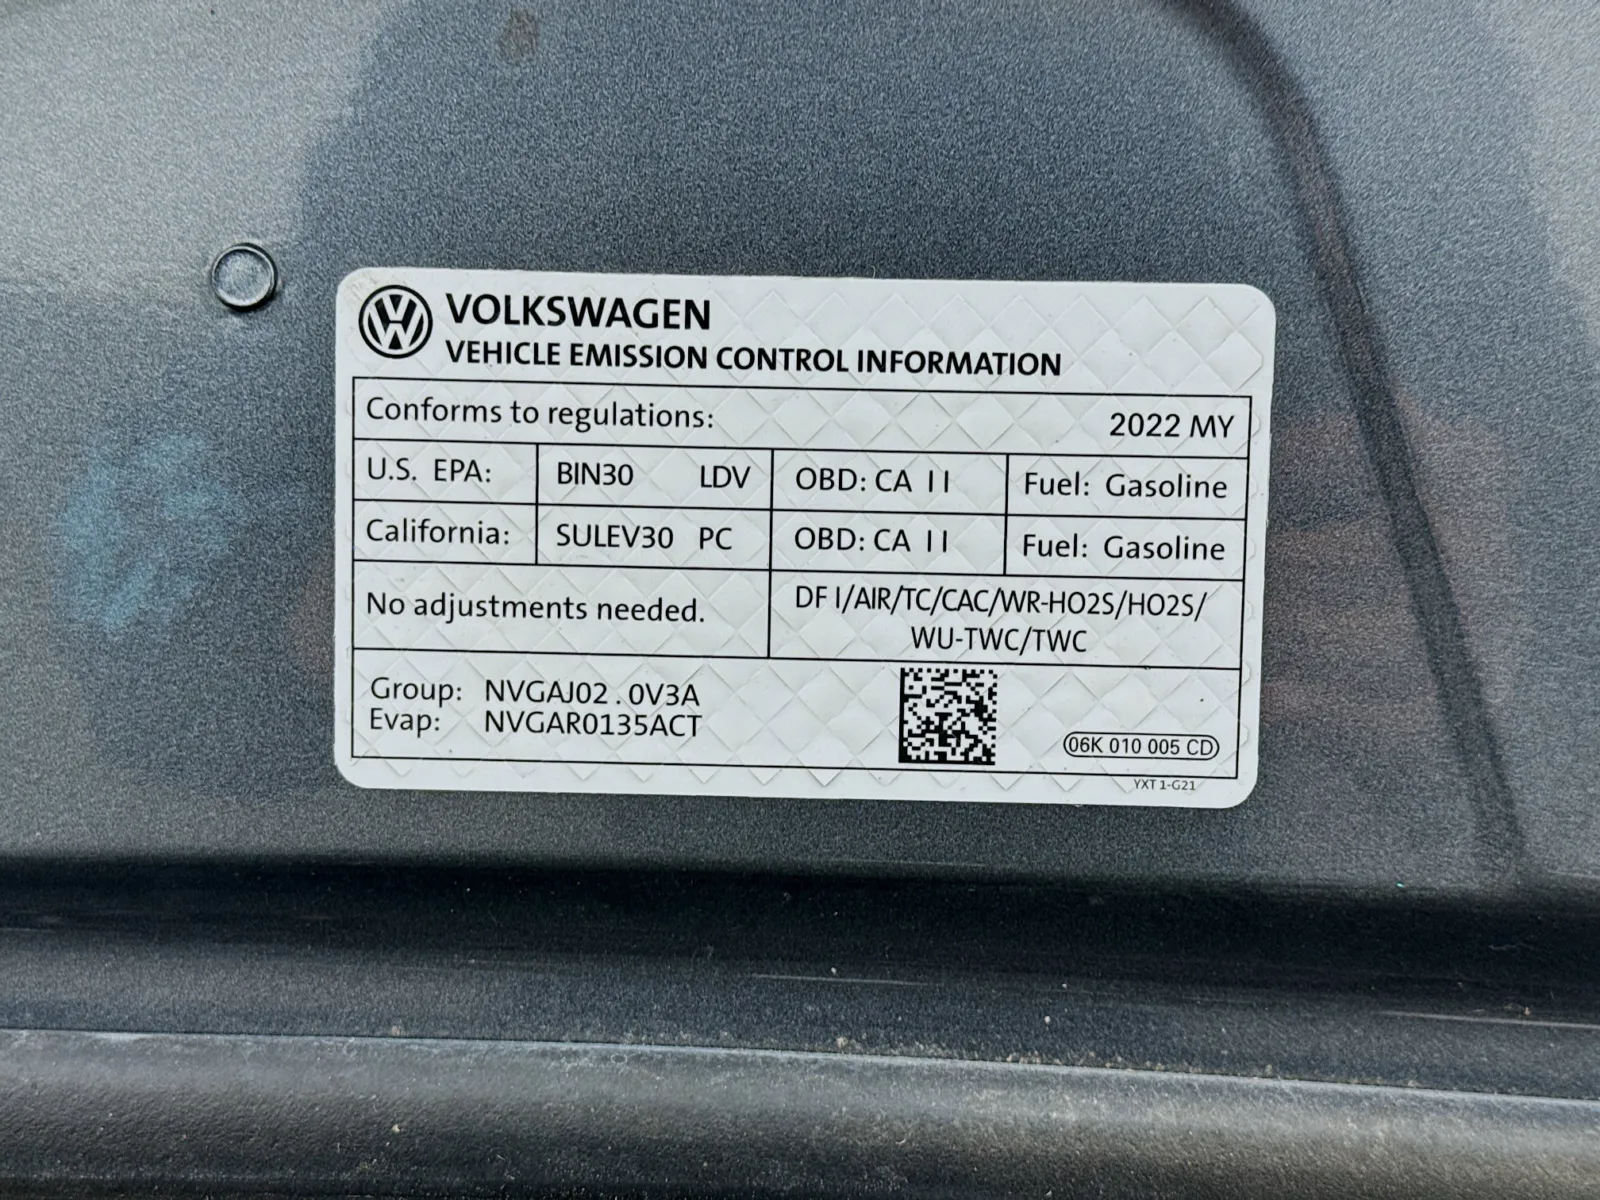 VOLKSWAGEN
VEHICLE EMISSION CONTROL INFORMATION
Conforms to regulations: 2022 MY
U.S. EPA: BIN30 LDV OBD: CA II Fuel: Gasoline
California: SULEV30 PC OBD: CA II Fuel: Gasoline
No adjustments needed. DFI/AIR/TC/CAC/WR-HO2S/HO2S/
WU-TWC/TWC
Group: NVGAJ02.0V3A
Evap: NVGAR0135ACT
06K 010 005 CD
YXT 1-G21